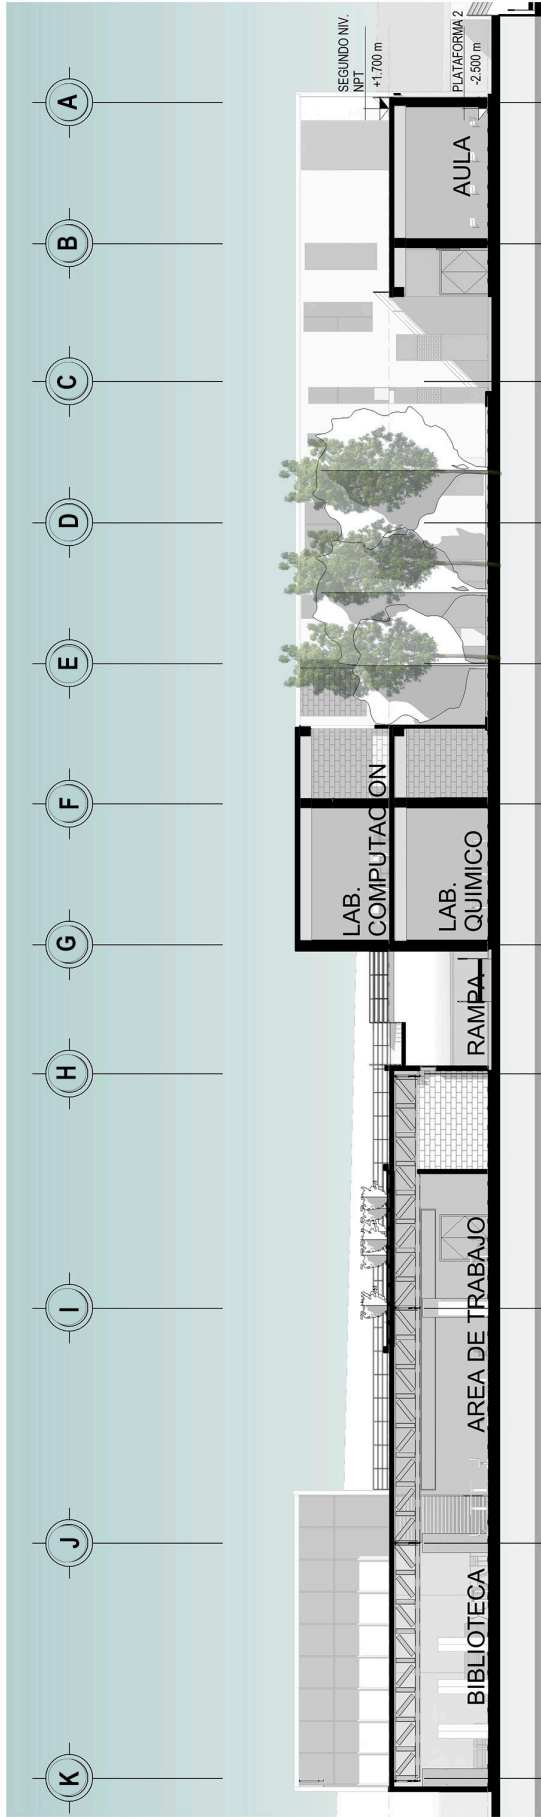 K
J
I
H
G
F
E
D
C
B
A
SEGUNDO NIV.
NPT
+1.700 m
PLATAFORMA 2
-2.500 m
LAB.
COMPUTACION
LAB.
QUIMICO
AULA
BIBLIOTECA
AREA DE TRABAJO
RAMPA